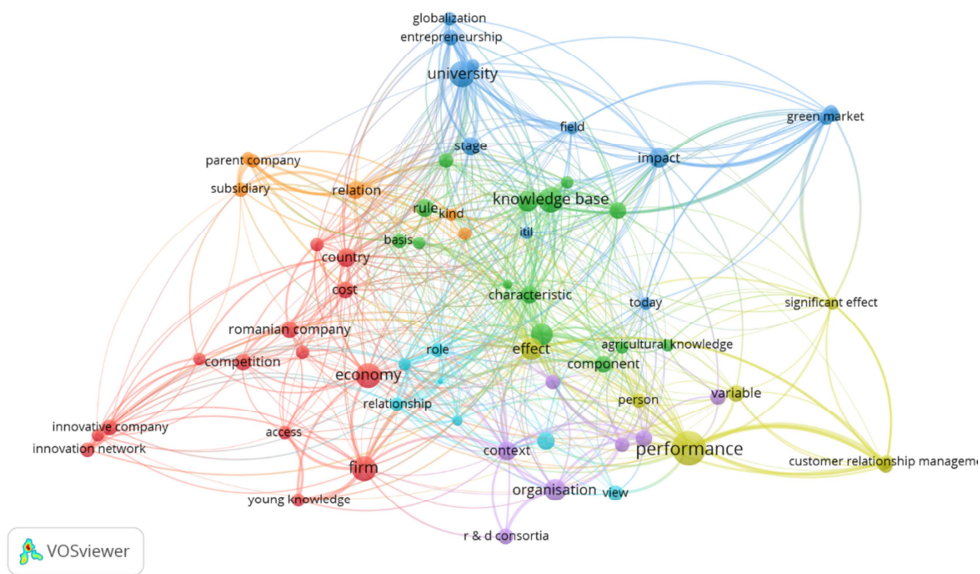 globalization
entrepreneurship
university
green market
field
stage
impact
parent company
subsidiary
relation
knowledge base
rule
kind
itil
basis
country
cost
characteristic
today
significant effect
romanian company
role
effect
agricultural knowledge
competition
component
economy
relationship
person
variable
innovative company
access
innovation network
context
performance
firm
customer relationship manageme
young knowledge
organisation
view
r & d consortia
VOSviewer